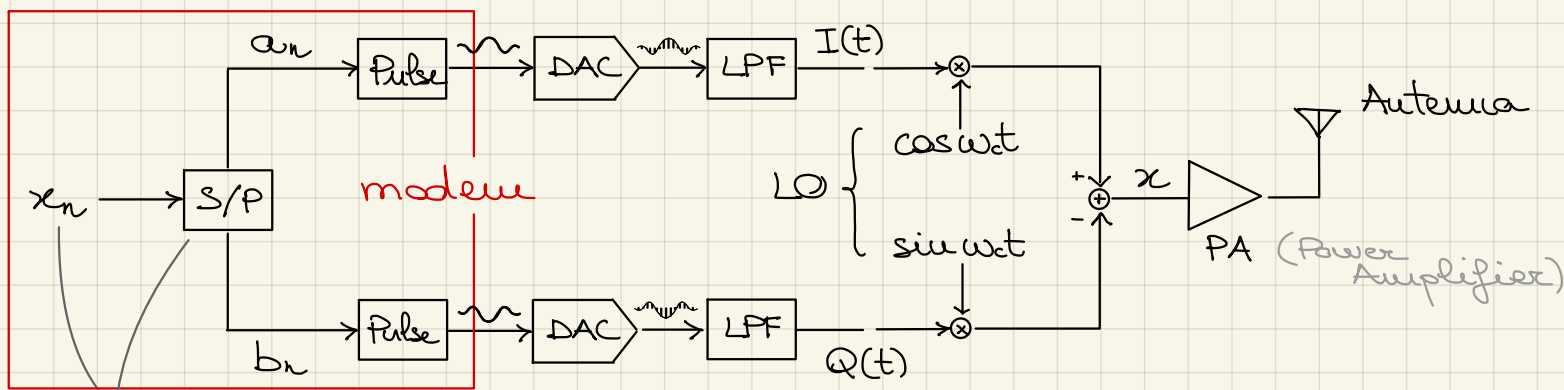 aₙ
Pulse
DAC
LPF
I(t)
Antenna
cos ωct
xₙ
S/P
modem
LO
+
x
-
sin ωct
PA
(Power
Amplifier)
bₙ
Pulse
DAC
LPF
Q(t)